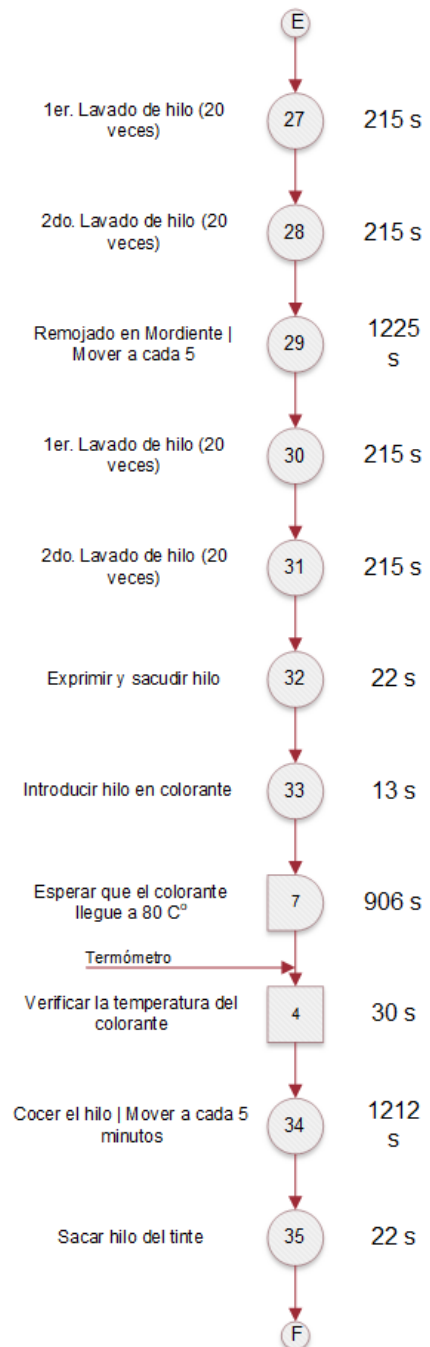 E
1er. Lavado de hilo (20
veces)
27
215 s
2do. Lavado de hilo (20
veces)
28
215 s
Remojado en Mordiente |
Mover a cada 5
29
1225
s
1er. Lavado de hilo (20
veces)
30
215 s
2do. Lavado de hilo (20
veces)
31
215 s
Exprimir y sacudir hilo
32
22 s
Introducir hilo en colorante
33
13 s
Esperar que el colorante
llegue a 80 Cº
7
906 s
Termómetro
Verificar la temperatura del
colorante
4
30 s
Cocer el hilo | Mover a cada 5
minutos
34
1212
s
Sacar hilo del tinte
35
22 s
F